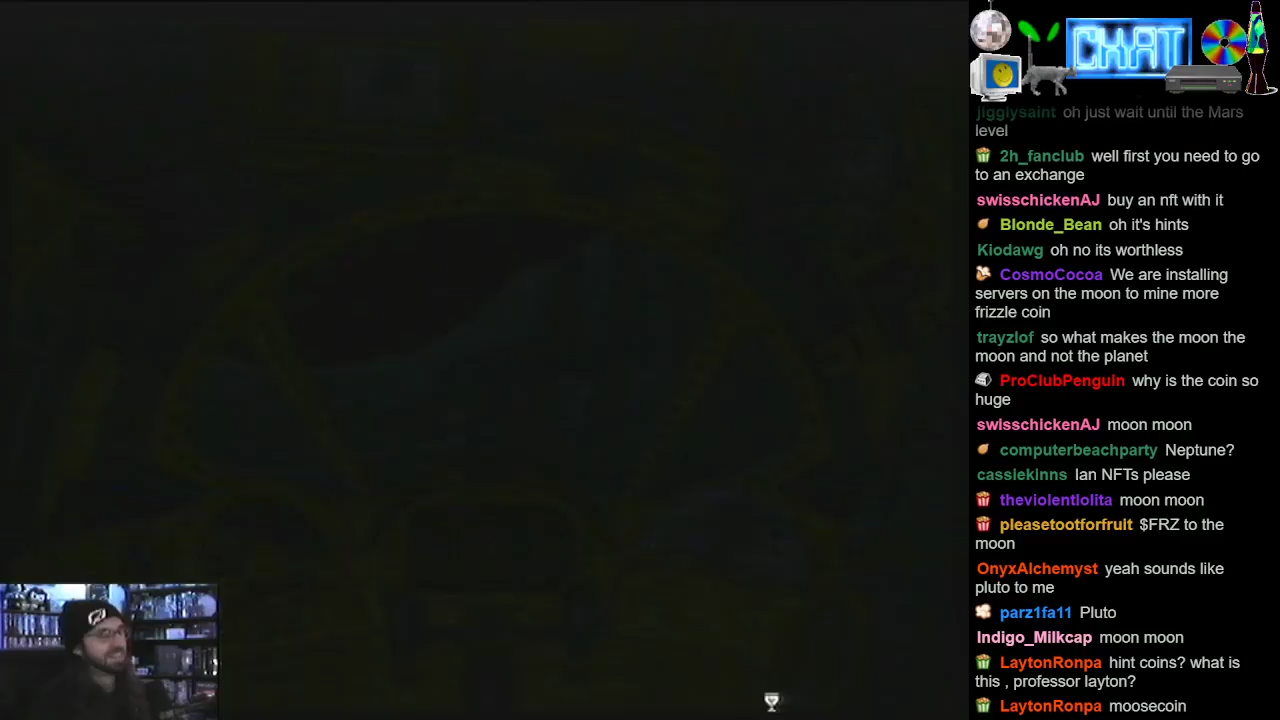 CHAT
jigglysaint oh just wait until the Mars
level
2h_fanclub well first you need to go
to an exchange
swisschickenAJ buy an nft with it
Blonde_Bean oh it's hints
Kiodawg oh no its worthless
CosmoCocoa We are installing
servers on the moon to mine more
frizzle coin
trayzlof so what makes the moon the
moon and not the planet
ProClubPenguin why is the coin so
huge
swisschickenAJ moon moon
computerbeachparty Neptune?
cassiekinns Ian NFTs please
theviolentlolita moon moon
pleasetootforfruit $FRZ to the
moon
OnyxAlchemyst yeah sounds like
pluto to me
parz1fa11 Pluto
Indigo_Milkcap moon moon
LaytonRonpa hint coins? what is
this , professor layton?
LaytonRonpa moosecoin